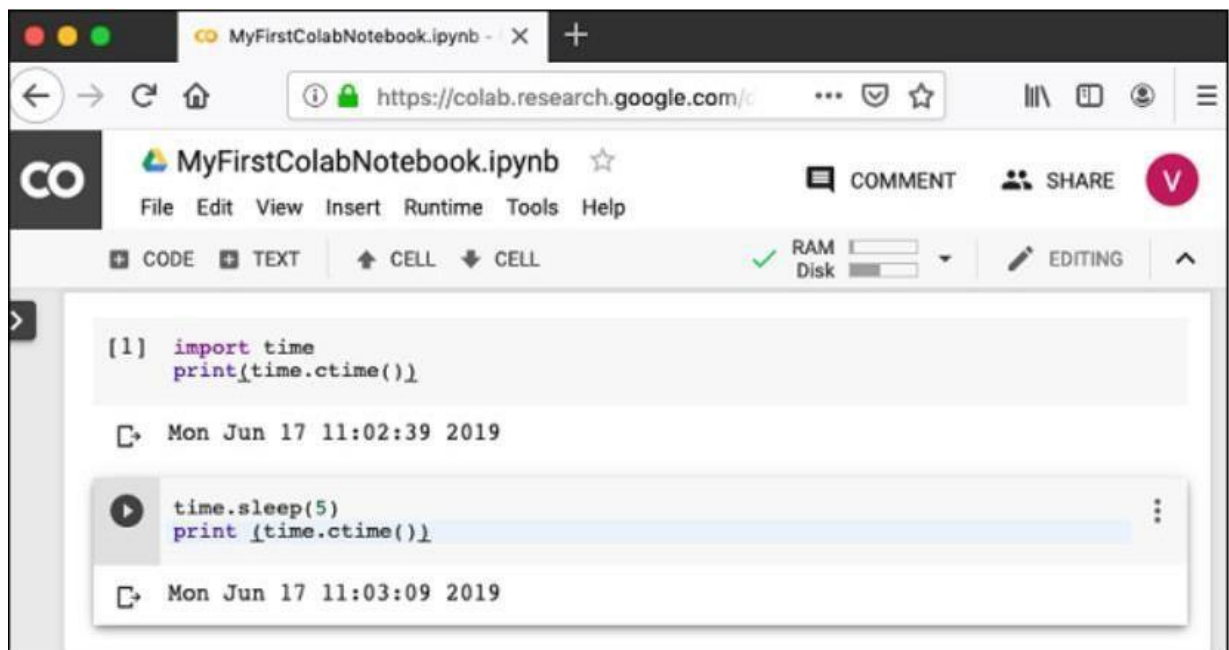 CO MyFirstColabNotebook.ipynb -
https://colab.research.google.com/
CO
MyFirstColabNotebook.ipynb
COMMENT SHARE V
File Edit View Insert Runtime Tools Help
CODE TEXT CELL CELL
RAM
Disk
EDITING
[1] import time
print(time.ctime())
Mon Jun 17 11:02:39 2019
time.sleep(5)
print (time.ctime())
Mon Jun 17 11:03:09 2019